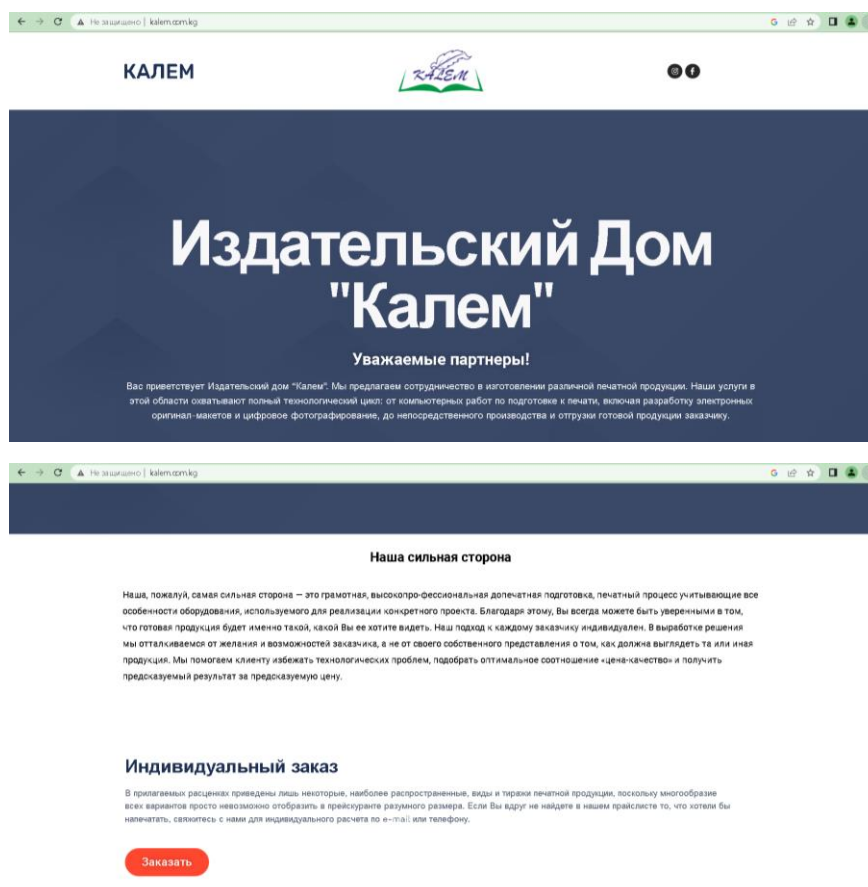 Не защищено | kalem.com.kg
КАЛЕМ
KALEM
Издательский Дом
"Калем"
Уважаемые партнеры!
Вас приветствует Издательский дом "Калем". Мы предлагаем сотрудничество в изготовлении различной печатной продукции. Наши услуги в
этой области охватывают полный технологический цикл: от компьютерных работ по подготовке к печати, включая разработку электронных
оригинал-макетов и цифровое фотографирование, до непосредственного производства и отгрузки готовой продукции заказчику.
Не защищено | kalem.com.kg
Наша сильная сторона
Наша, пожалуй, самая сильная сторона — это грамотная, высокопро-фессиональная допечатная подготовка, печатный процесс учитывающие все
особенности оборудования, используемого для реализации конкретного проекта. Благодаря этому, Вы всегда можете быть уверенными в том,
что готовая продукция будет именно такой, какой Вы ее хотите видеть. Наш подход к каждому заказчику индивидуален. В выработке решения
мы отталкиваемся от желания и возможностей заказчика, а не от своего собственного представления о том, как должна выглядеть та или иная
продукция. Мы помогаем клиенту избежать технологических проблем, подобрать оптимальное соотношение «цена-качество» и получить
предсказуемый результат за предсказуемую цену.
Индивидуальный заказ
В прилагаемых расценках приведены лишь некоторые, наиболее распространенные, виды и тиражи печатной продукции, поскольку многообразие
всех вариантов просто невозможно отобразить в прейскуранте разумного размера. Если Вы вдруг не найдете в нашем прайслисте то, что хотели бы
напечатать, свяжитесь с нами для индивидуального расчета по e-mail или телефону.
Заказать